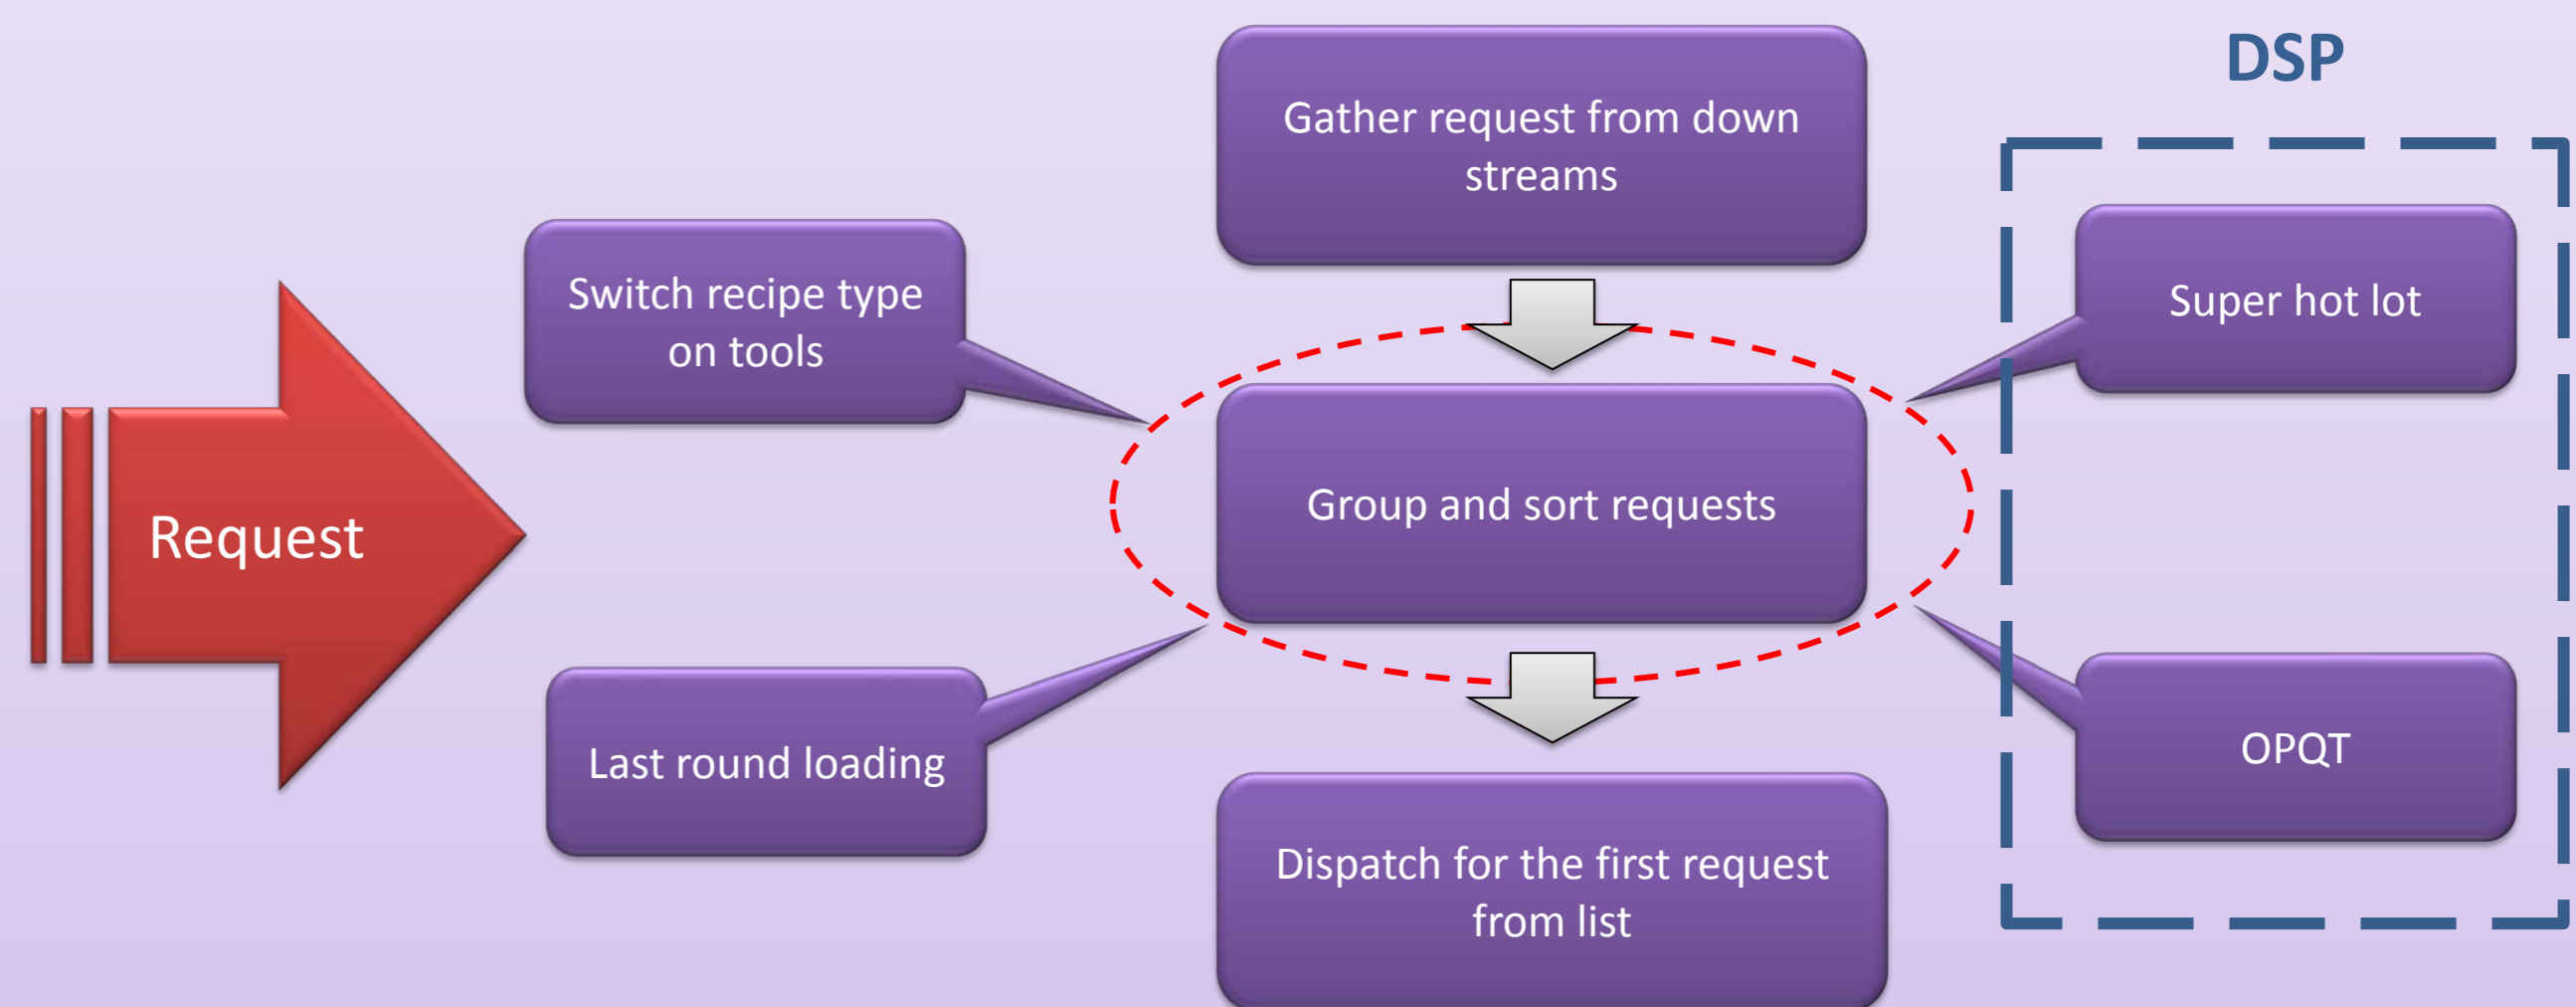 DSP
Gather request from down
streams
Switch recipe type
on tools
Super hot lot
Request
Group and sort requests
Last round loading
OPQT
Dispatch for the first request
from list